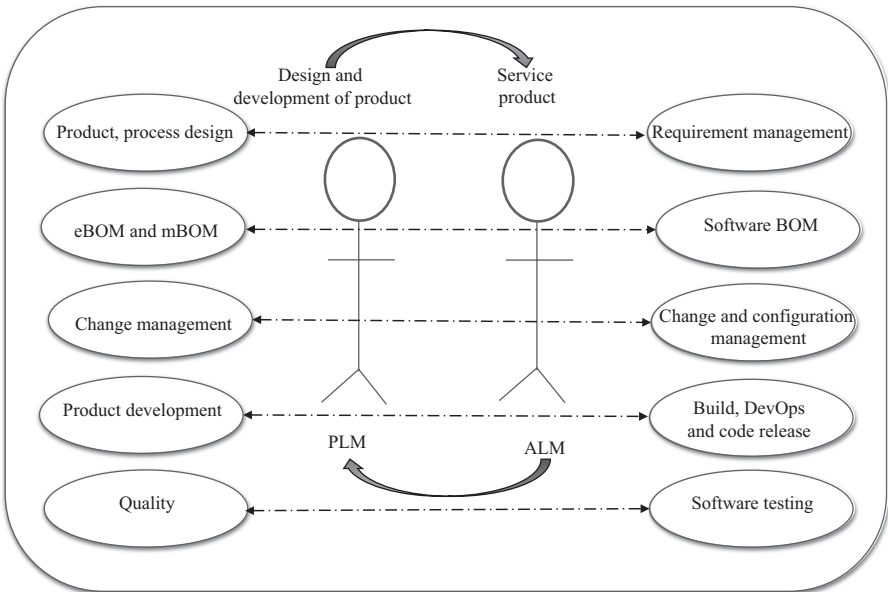 Design and
development of product
Service
product
Product, process design
Requirement management
eBOM and mBOM
Software BOM
Change management
Change and configuration
management
Product development
Build, DevOps
and code release
PLM
ALM
Quality
Software testing